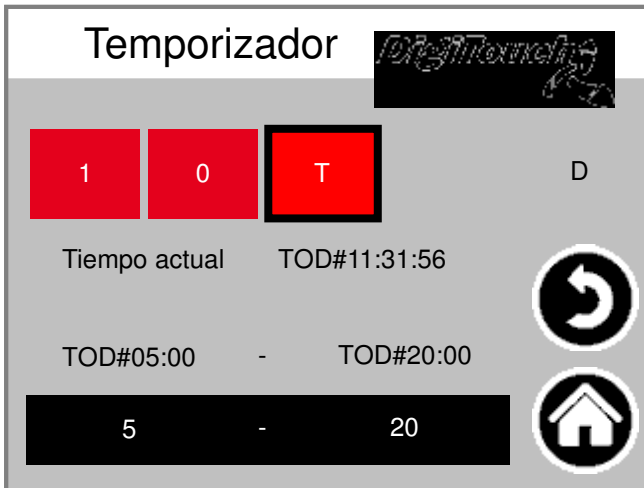 Temporizador DigiTouch
1 0 T D
Tiempo actual TOD#11:31:56
TOD#05:00 - TOD#20:00
5 - 20